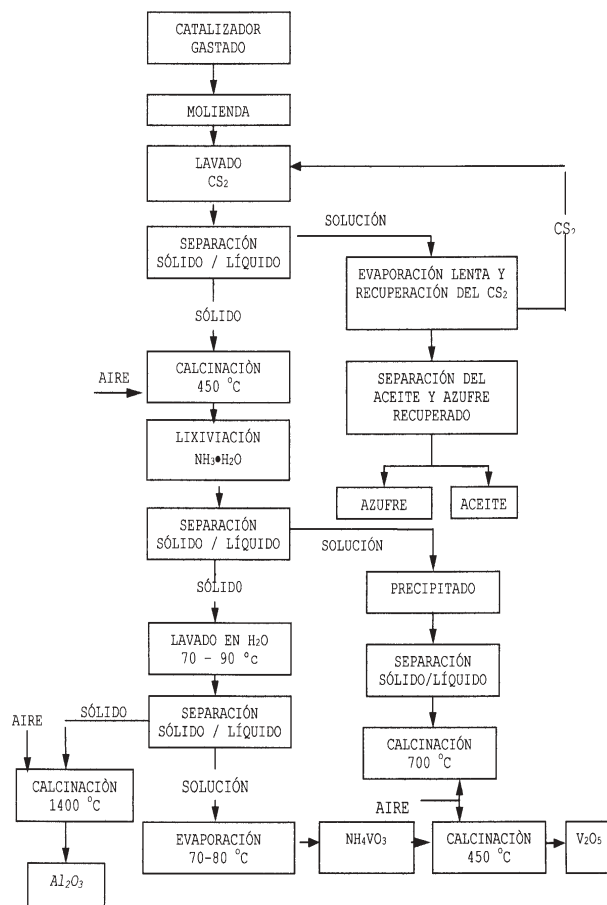 CATALIZADOR
GASTADO
MOLIENDA
LAVADO
CS₂
SOLUCIÓN
CS₂
SEPARACIÓN
SÓLIDO / LÍQUIDO
EVAPORACIÓN LENTA Y
RECUPERACIÓN DEL CS₂
SÓLIDO
AIRE
CALCINACIÒN
450 °C
SEPARACIÓN DEL
ACEITE Y AZUFRE
RECUPERADO
LIXIVIACIÓN
NH₃•H₂O
AZUFRE
ACEITE
SEPARACIÓN
SÓLIDO / LÍQUIDO
SOLUCIÓN
SÓLIDO
PRECIPITADO
LAVADO EN H₂O
70 – 90 °c
SEPARACIÓN
SÓLIDO/LÍQUIDO
AIRE
SÓLIDO
SEPARACIÓN
SÓLIDO / LÍQUIDO
CALCINACIÓN
700 °C
CALCINACIÒN
1400 °C
SOLUCIÓN
AIRE
EVAPORACIÓN
70-80 °C
NH₄VO₃
CALCINACIÒN
450 °C
V₂O₅
Al₂O₃